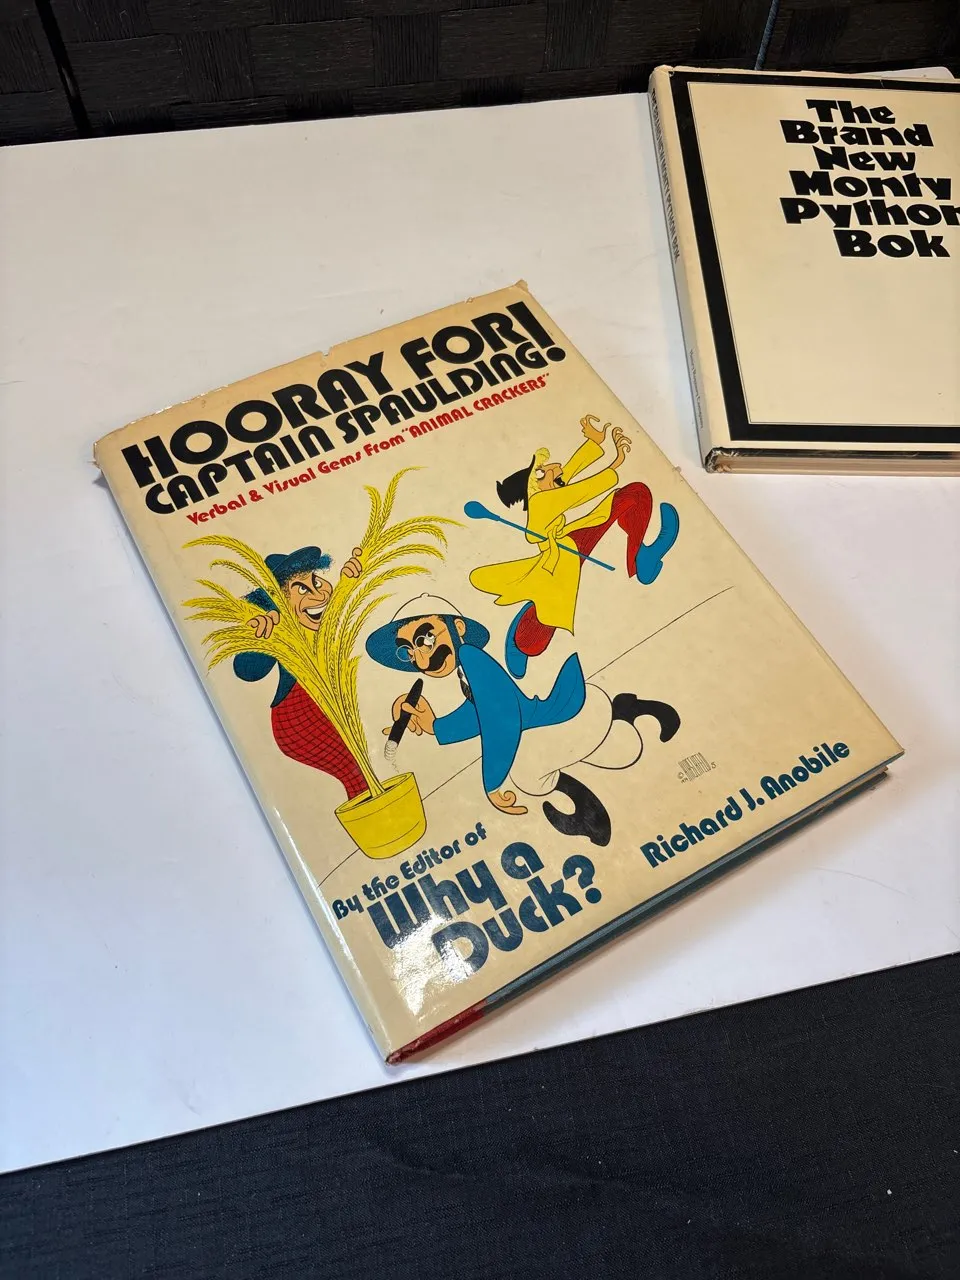 HOORAY FOR
CAPTAIN SPAULDING!
Verbal & Visual Gems From "ANIMAL CRACKERS"
By the Editor of
Why a
Duck?
Richard J. Anobile
The
Brand
New
Monty
Python
Bok